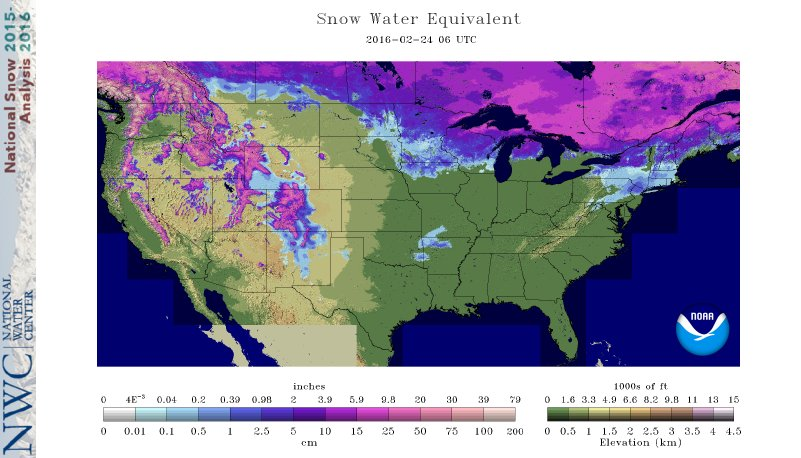 National Snow 2015-
Analysis 2016
NWC NATIONAL
WATER
CENTER
Snow Water Equivalent
2016-02-24 06 UTC
NOAA
inches
0 4E-3 0.04 0.2 0.39 0.98 2 3.9 5.9 9.8 20 30 39 79
0 0.01 0.1 0.5 1 2.5 5 10 15 25 50 75 100 200
cm
1000s of ft
0 1.6 3.3 4.9 6.6 8.2 9.8 11 13 15
0 0.5 1 1.5 2 2.5 3 3.5 4 4.5
Elevation (km)